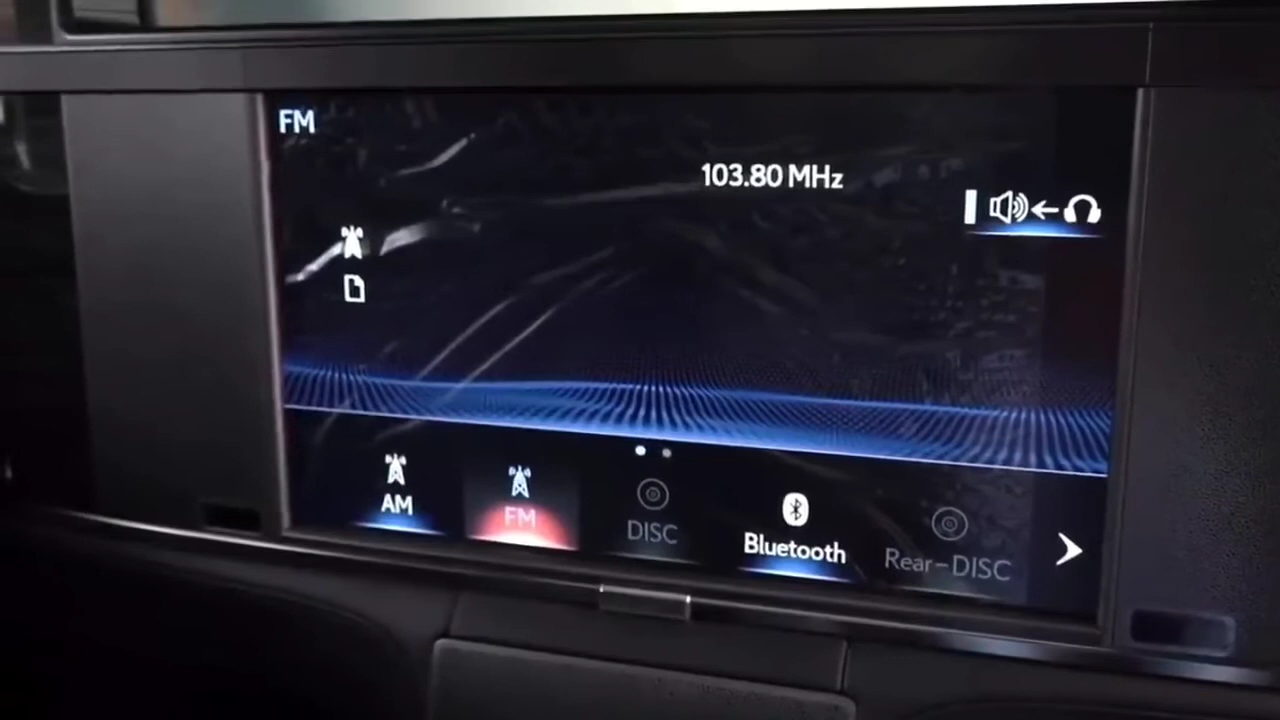 FM
103.80 MHz
AM
FM
DISC
Bluetooth
Rear-DISC